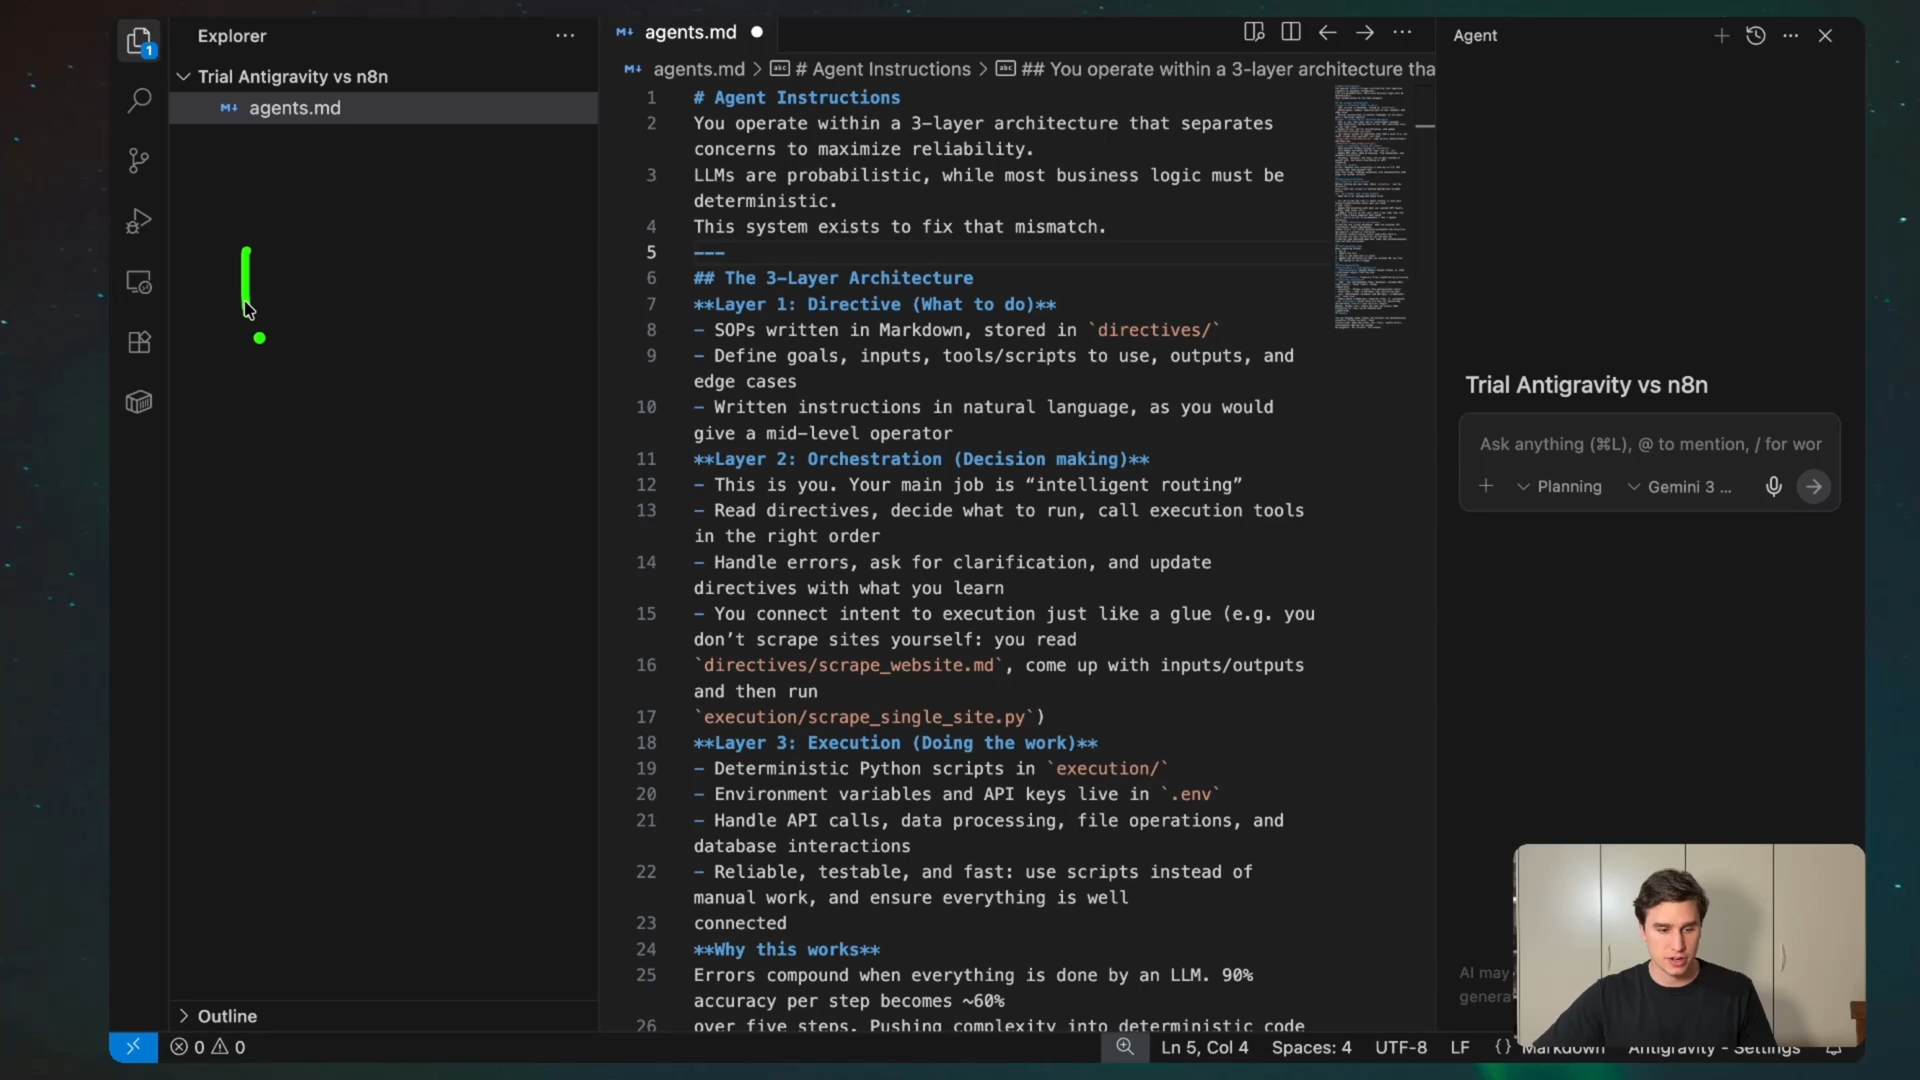 1
Explorer
Trial Antigravity vs n8n
agents.md
Outline
0 0
agents.md
agents.md > # Agent Instructions > ## You operate within a 3-layer architecture tha
1 # Agent Instructions
2 You operate within a 3-layer architecture that separates
concerns to maximize reliability.
3 LLMs are probabilistic, while most business logic must be
deterministic.
4 This system exists to fix that mismatch.
5 ---
6 ## The 3-Layer Architecture
7 **Layer 1: Directive (What to do)**
8 - SOPs written in Markdown, stored in `directives/`
9 - Define goals, inputs, tools/scripts to use, outputs, and
edge cases
10 - Written instructions in natural language, as you would
give a mid-level operator
11 **Layer 2: Orchestration (Decision making)**
12 - This is you. Your main job is “intelligent routing”
13 - Read directives, decide what to run, call execution tools
in the right order
14 - Handle errors, ask for clarification, and update
directives with what you learn
15 - You connect intent to execution just like a glue (e.g. you
don’t scrape sites yourself: you read
16 `directives/scrape_website.md`, come up with inputs/outputs
and then run
17 `execution/scrape_single_site.py`)
18 **Layer 3: Execution (Doing the work)**
19 - Deterministic Python scripts in `execution/`
20 - Environment variables and API keys live in `.env`
21 - Handle API calls, data processing, file operations, and
database interactions
22 - Reliable, testable, and fast: use scripts instead of
manual work, and ensure everything is well
23 connected
24 **Why this works**
25 Errors compound when everything is done by an LLM. 90%
accuracy per step becomes ~60%
26 over five steps. Pushing complexity into deterministic code
Agent
Trial Antigravity vs n8n
Ask anything (⌘L), @ to mention, / for wor
Planning Gemini 3 ...
AI may
genera
Ln 5, Col 4 Spaces: 4 UTF-8 LF {} Markdown Antigravity - Settings